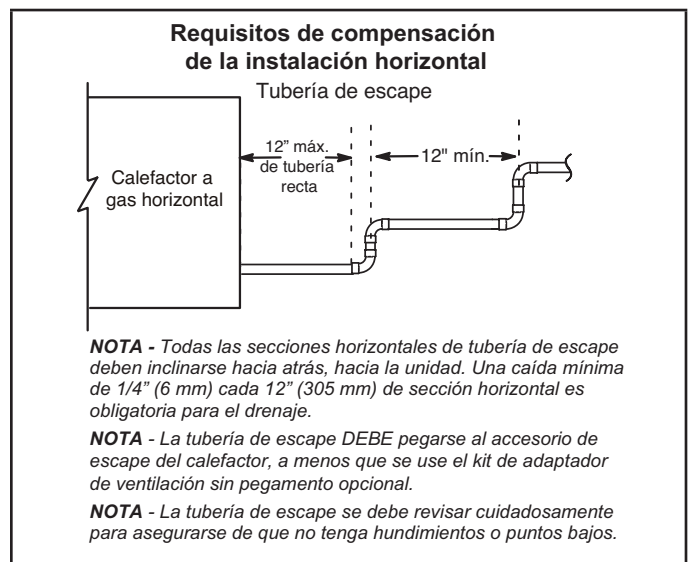 Requisitos de compensación
de la instalación horizontal
Tubería de escape
12” máx.
de tubería
recta
12" mín.
Calefactor a
gas horizontal
NOTA - Todas las secciones horizontales de tubería de escape
deben inclinarse hacia atrás, hacia la unidad. Una caída mínima
de 1/4” (6 mm) cada 12” (305 mm) de sección horizontal es
obligatoria para el drenaje.
NOTA - La tubería de escape DEBE pegarse al accesorio de
escape del calefactor, a menos que se use el kit de adaptador
de ventilación sin pegamento opcional.
NOTA - La tubería de escape se debe revisar cuidadosamente
para asegurarse de que no tenga hundimientos o puntos bajos.